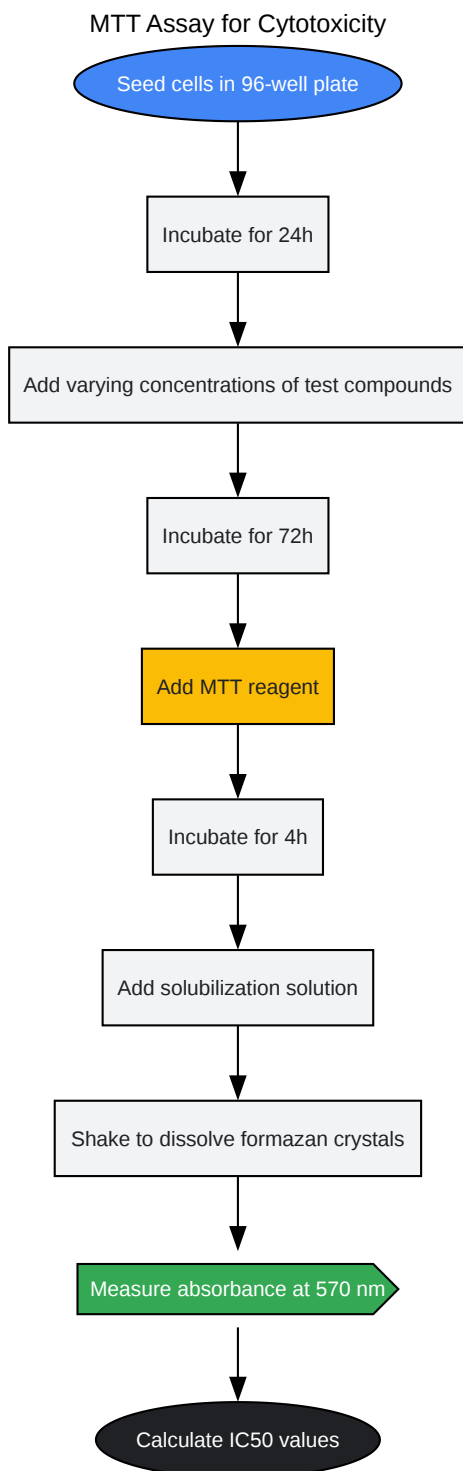 MTT Assay for Cytotoxicity
Seed cells in 96-well plate
Incubate for 24h
Add varying concentrations of test compounds
Incubate for 72h
Add MTT reagent
Incubate for 4h
Add solubilization solution
Shake to dissolve formazan crystals
Measure absorbance at 570 nm
Calculate IC50 values